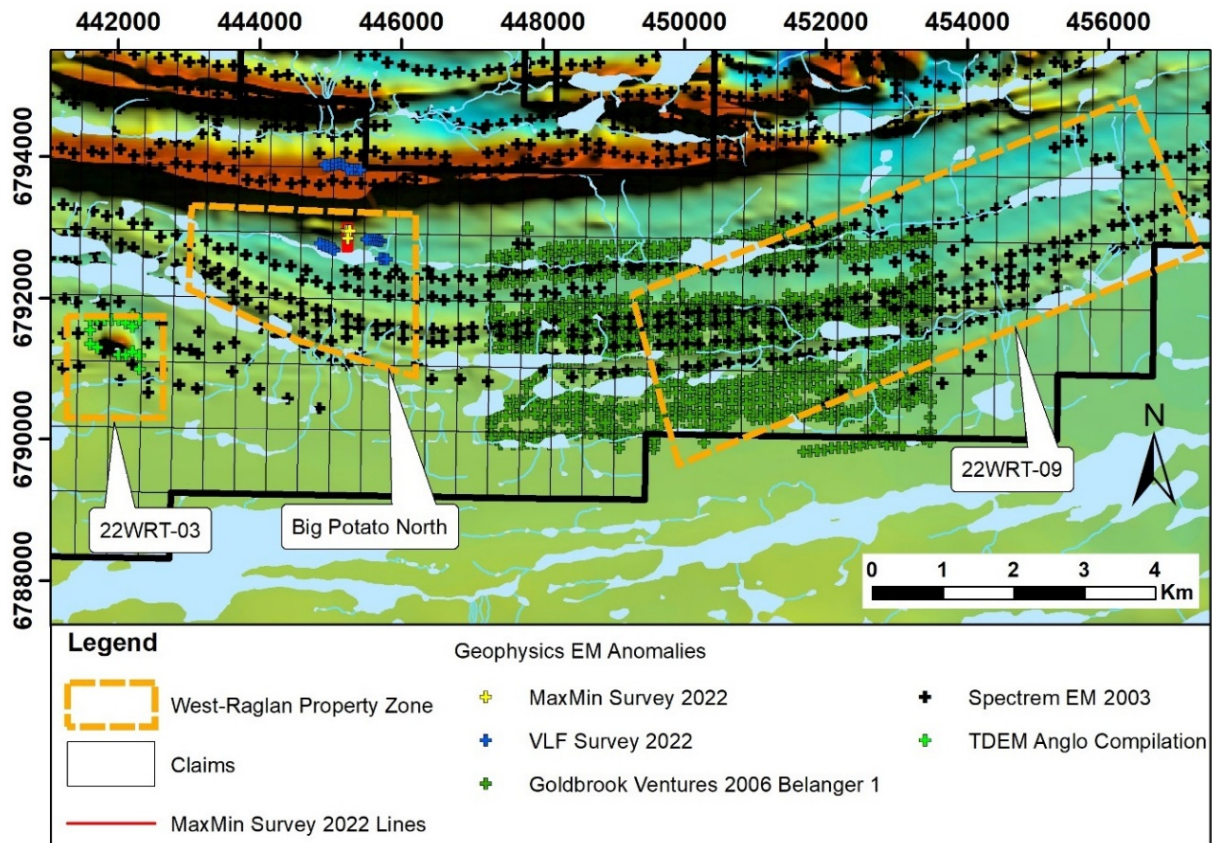 442000 444000 446000 448000 450000 452000 454000 456000
6794000
6792000
6790000
6788000
22WRT-03
Big Potato North
22WRT-09
N
0 1 2 3 4
Km
Legend
West-Raglan Property Zone
Claims
MaxMin Survey 2022 Lines
Geophysics EM Anomalies
MaxMin Survey 2022
VLF Survey 2022
Goldbrook Ventures 2006 Belanger 1
Spectrem EM 2003
TDEM Anglo Compilation